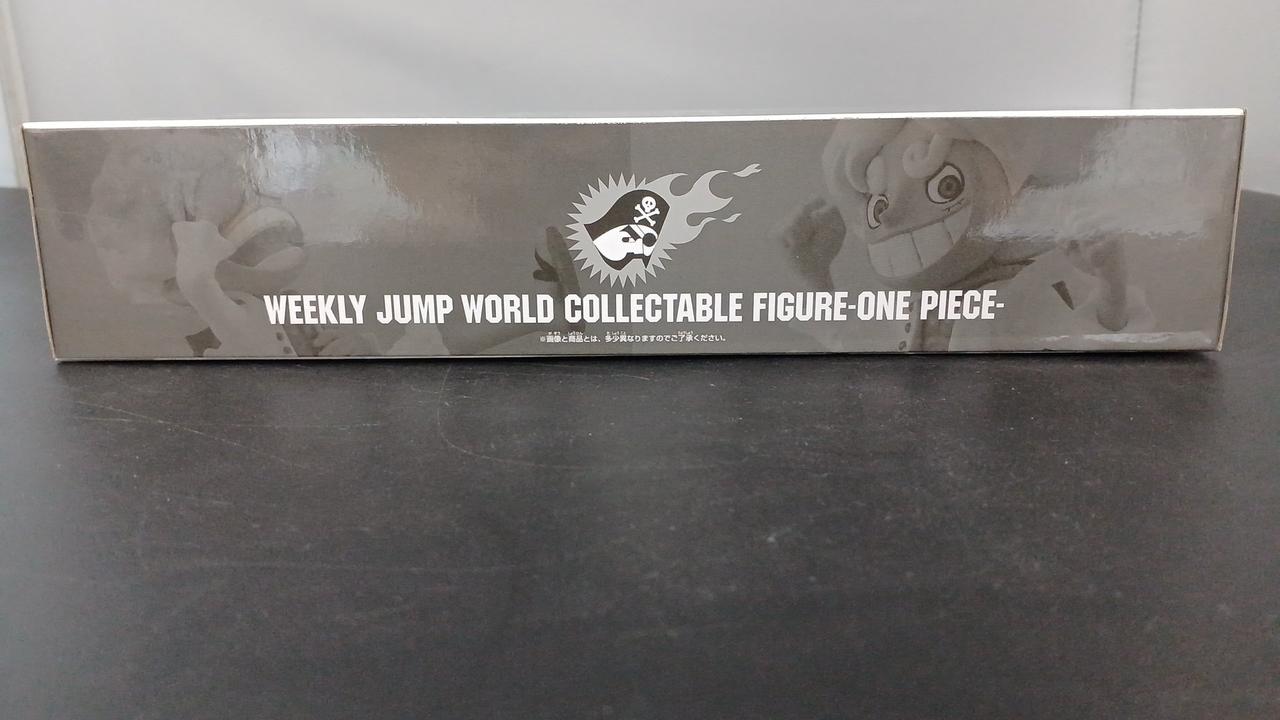 WEEKLY JUMP WORLD COLLECTABLE FIGURE-ONE PIECE-
※画像と商品とは、多少異なりますのでご了承ください。